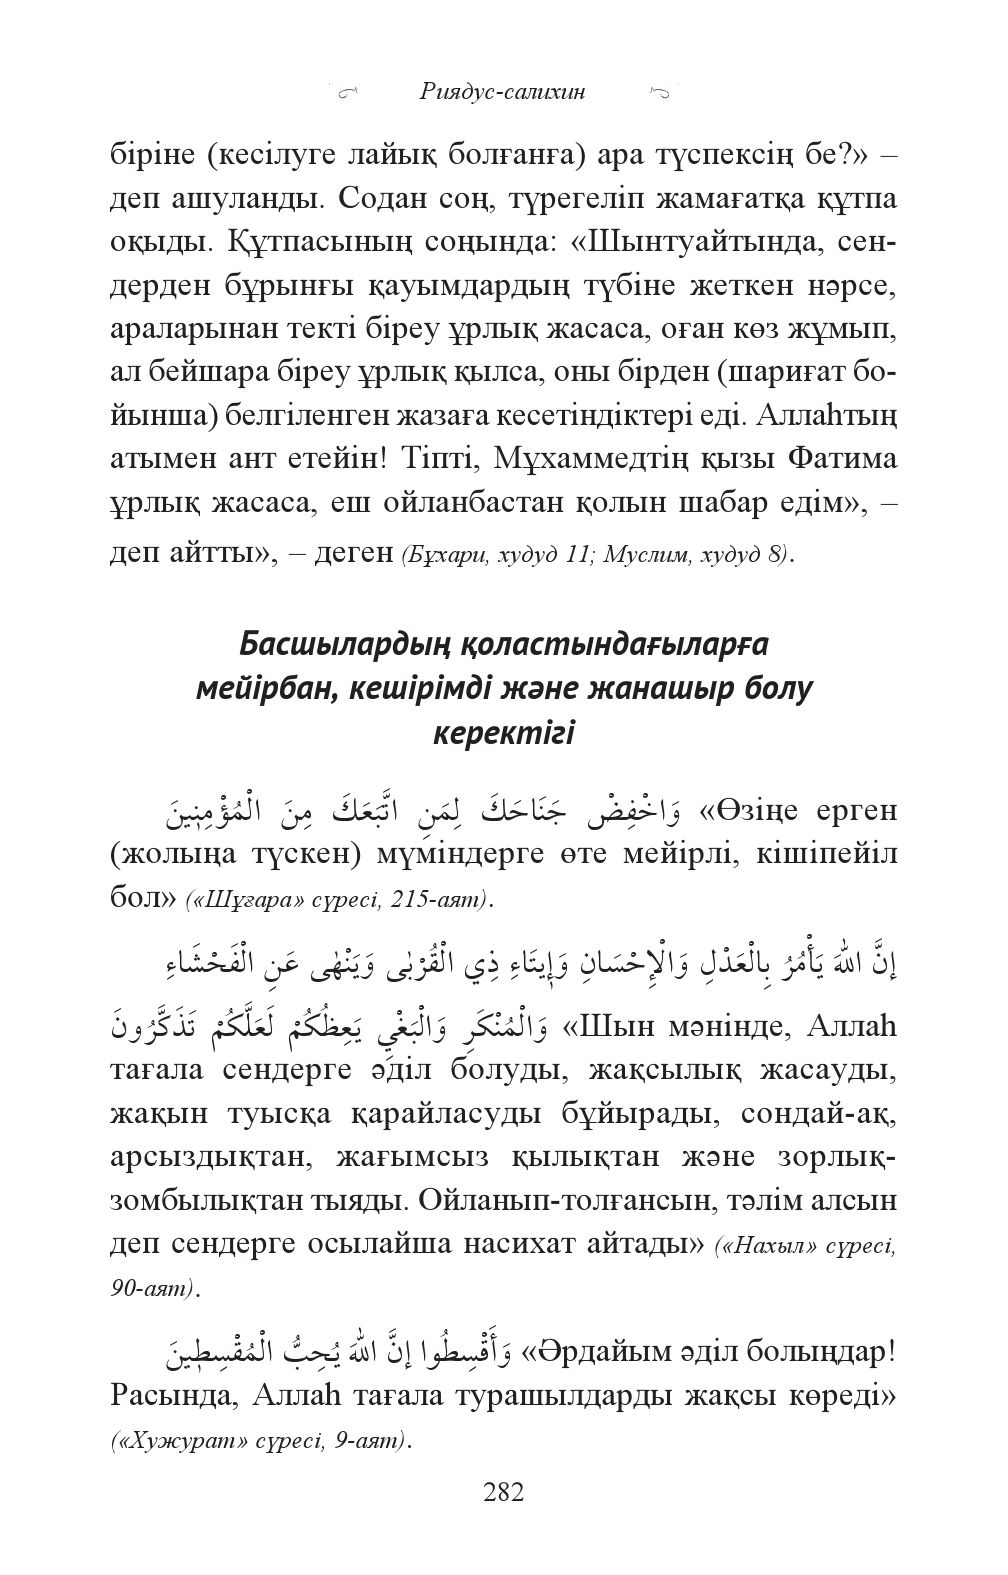 Риядус-салихин
біріне (кесілуге лайық болғанға) ара түспексің бе?» –
деп ашуланды. Содан соң, түрегеліп жамағатқа құтпа
оқыды. Құтпасының соңында: «Шынтуайтында, сен-
дерден бұрынғы қауымдардың түбіне жеткен нәрсе,
араларынан текті біреу ұрлық жасаса, оған көз жұмып,
ал бейшара біреу ұрлық қылса, оны бірден (шариғат бо-
йынша) белгіленген жазаға кесетіндіктері еді. Аллаһтың
атымен ант етейін! Тіпті, Мұхаммедтің қызы Фатима
ұрлық жасаса, еш ойланбастан қолын шабар едім», –
деп айтты», – деген (Бұхари, худуд 11; Муслим, худуд 8).
Басшылардың қоластындағыларға
мейірбан, кешірімді және жанашыр болу
керектігі
وَاخْفِضْ جَنَاحَكَ لِمَنِ اتَّبَعَكَ مِنَ الْمُؤْمِنِينَ «Өзіңе ерген
(жолыңа түскен) мүміндерге өте мейірлі, кішіпейіл
бол» («Шұғара» сүресі, 215-аят).
إِنَّ اللهَ يَأْمُرُ بِالْعَدْلِ وَالْإِحْسَانِ وَإِيتَاءِ ذِي الْقُرْبٰى وَيَنْهٰى عَنِ الْفَحْشَاءِ
وَالْمُنْكَرِ وَالْبَغْيِ يَعِظُكُمْ لَعَلَّكُمْ تَذَكَّرُونَ «Шын мәнінде, Аллаһ
тағала сендерге әділ болуды, жақсылық жасауды,
жақын туысқа қарайласуды бұйырады, сондай-ақ,
арсыздықтан, жағымсыз қылықтан және зорлық-
зомбылықтан тыяды. Ойланып-толғансын, тәлім алсын
деп сендерге осылайша насихат айтады» («Нахыл» сүресі,
90-аят).
وَأَقْسِطُوا إِنَّ اللهَ يُحِبُّ الْمُقْسِطِينَ «Әрдайым әділ болыңдар!
Расында, Аллаһ тағала турашылдарды жақсы көреді»
(«Хужурат» сүресі, 9-аят).
282